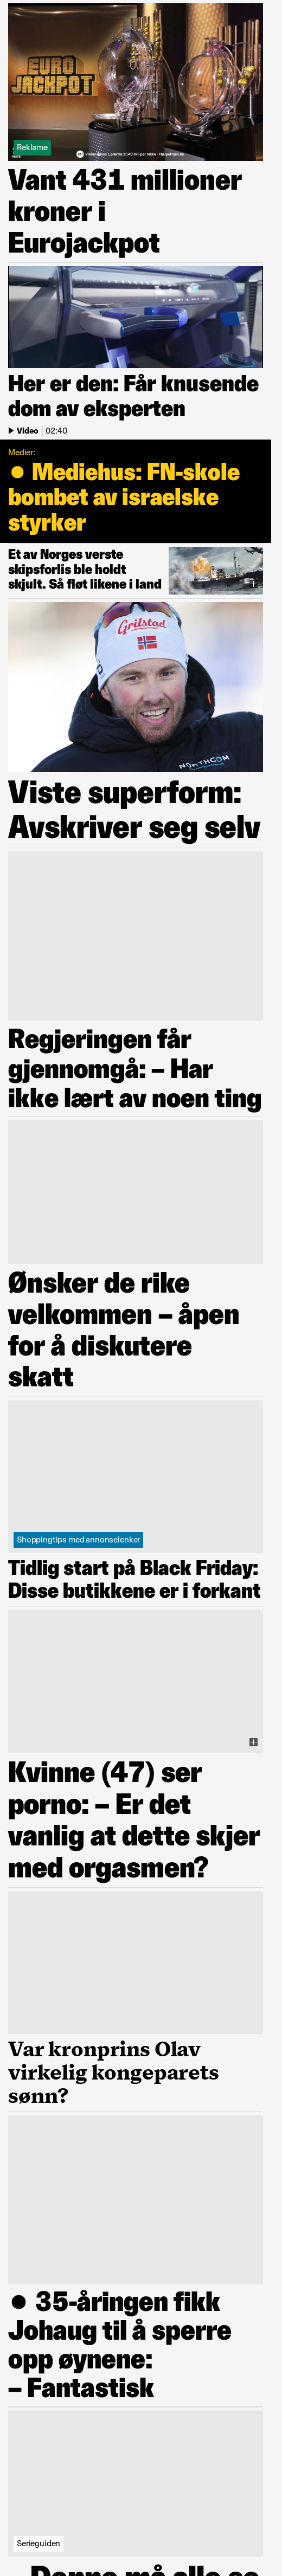 EURO
JACKPOT
Reklame
Vant 431 millioner
kroner i
Eurojackpot
Her er den: Får knusende
dom av eksperten
Video | 02:40
Medier:
● Mediehus: FN-skole
bombet av israelske
styrker
Et av Norges verste
skipsforlis ble holdt
skjult. Så fløt likene i land
Grilstad
NORTHCOM
Viste superform:
Avskriver seg selv
Regjeringen får
gjennomgå: – Har
ikke lært av noen ting
Ønsker de rike
velkommen – åpen
for å diskutere
skatt
Shoppingtips med annonselenker
Tidlig start på Black Friday:
Disse butikkene er i forkant
Kvinne (47) ser
porno: – Er det
vanlig at dette skjer
med orgasmen?
Var kronprins Olav
virkelig kongeparets
sønn?
● 35-åringen fikk
Johaug til å sperre
opp øynene:
– Fantastisk
Serieguiden